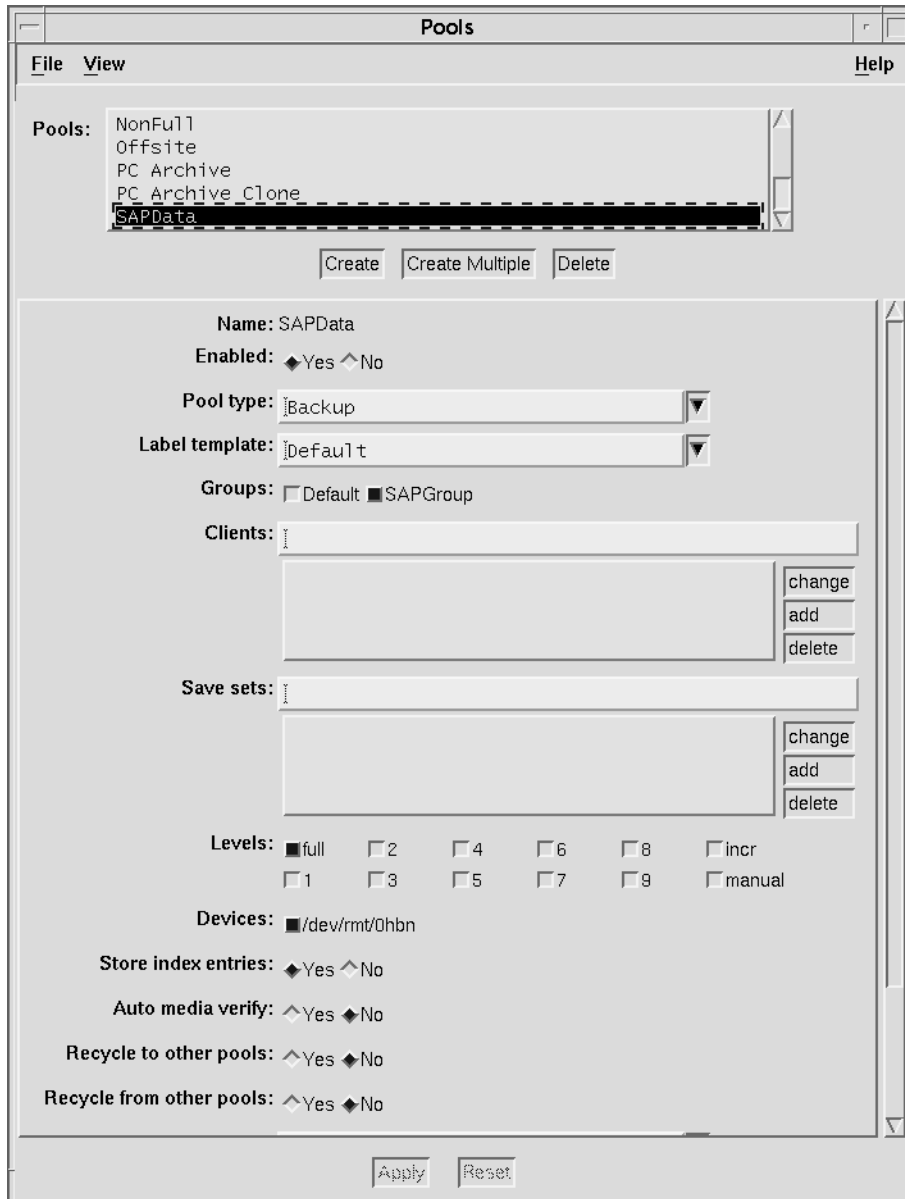 Pools
File View Help
Pools:
NonFull
Offsite
PC Archive
PC Archive Clone
SAPData
Create Create Multiple Delete
Name: SAPData
Enabled: Yes No
Pool type: Backup
Label template: Default
Groups: Default SAPGroup
Clients:
change
add
delete
Save sets:
change
add
delete
Levels: full 2 4 6 8 incr
1 3 5 7 9 manual
Devices: /dev/rmt/0hbn
Store index entries: Yes No
Auto media verify: Yes No
Recycle to other pools: Yes No
Recycle from other pools: Yes No
Apply Reset